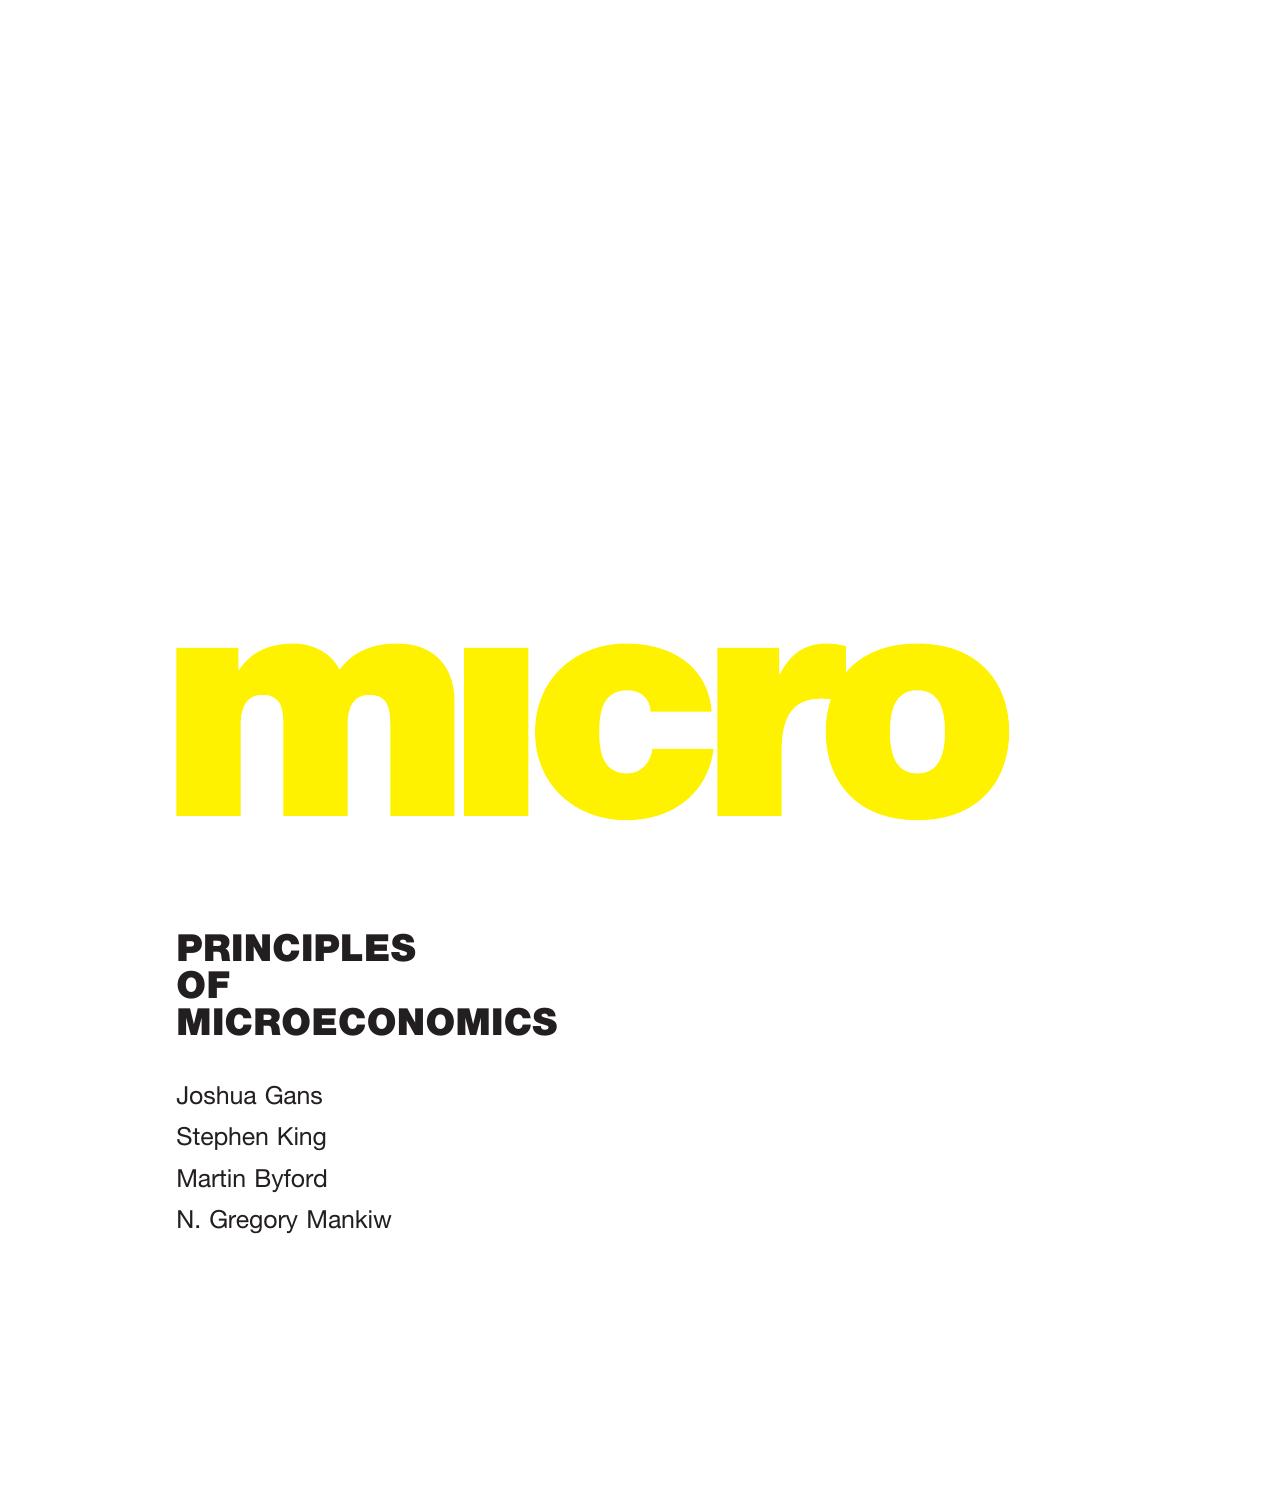 micro
PRINCIPLES
OF
MICROECONOMICS
Joshua Gans
Stephen King
Martin Byford
N. Gregory Mankiw